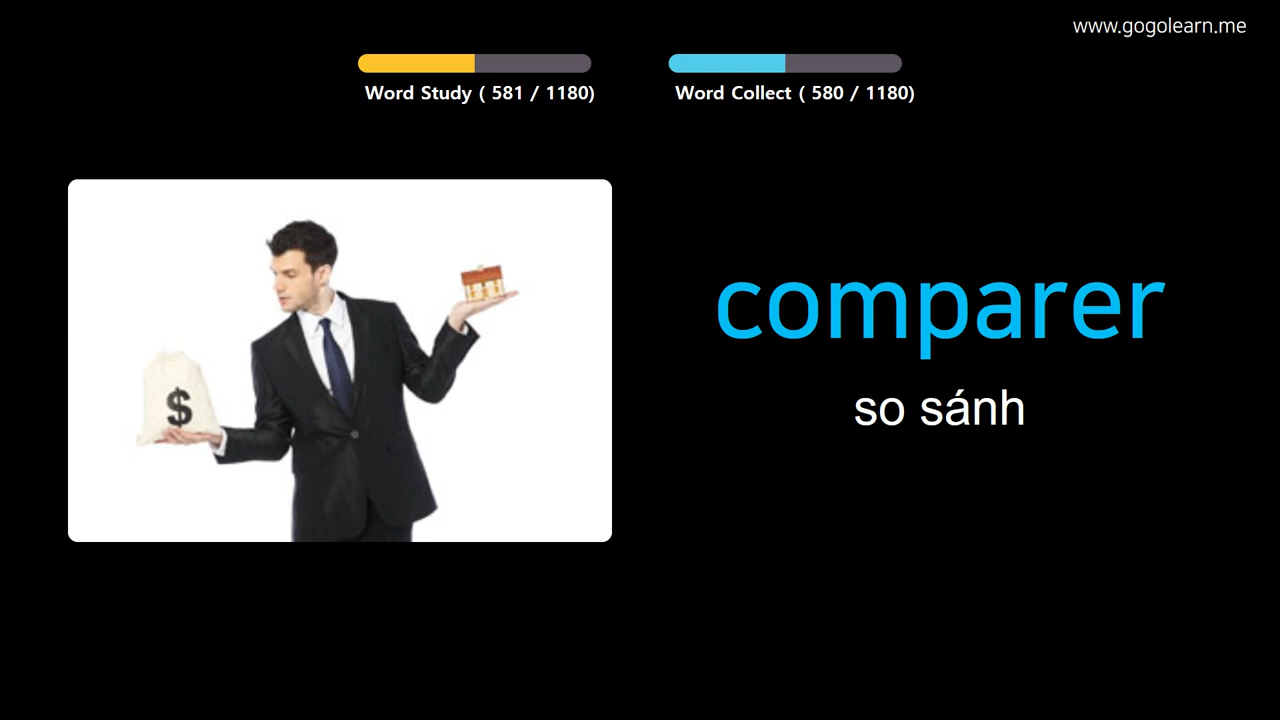 www.gogolearn.me
Word Study ( 581 / 1180)
Word Collect ( 580 / 1180)
$
comparer
so sánh